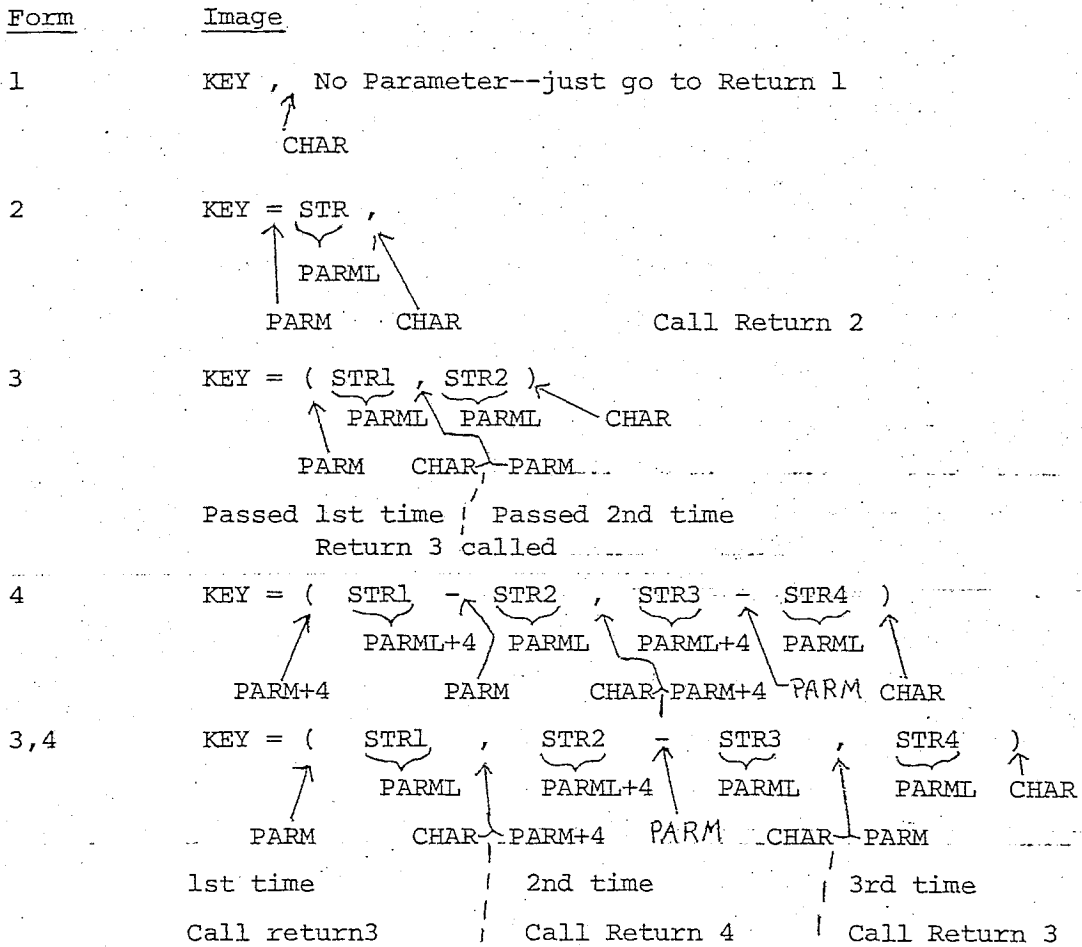 Form Image
1 KEY , No Parameter--just go to Return 1
CHAR
2 KEY = STR ,
PARML
PARM CHAR Call Return 2
3 KEY = ( STR1 , STR2 )
PARML PARML CHAR
PARM CHAR PARM
Passed 1st time Passed 2nd time
Return 3 called
4 KEY = ( STR1 - STR2 , STR3 - STR4 )
PARML+4 PARML PARML+4 PARML
PARM+4 PARM CHAR PARM+4 PARM CHAR
3,4 KEY = ( STR1 , STR2 - STR3 , STR4 )
PARML PARML+4 PARML PARML CHAR
PARM CHAR PARM+4 PARM CHAR PARM
1st time 2nd time 3rd time
Call return3 Call Return 4 Call Return 3